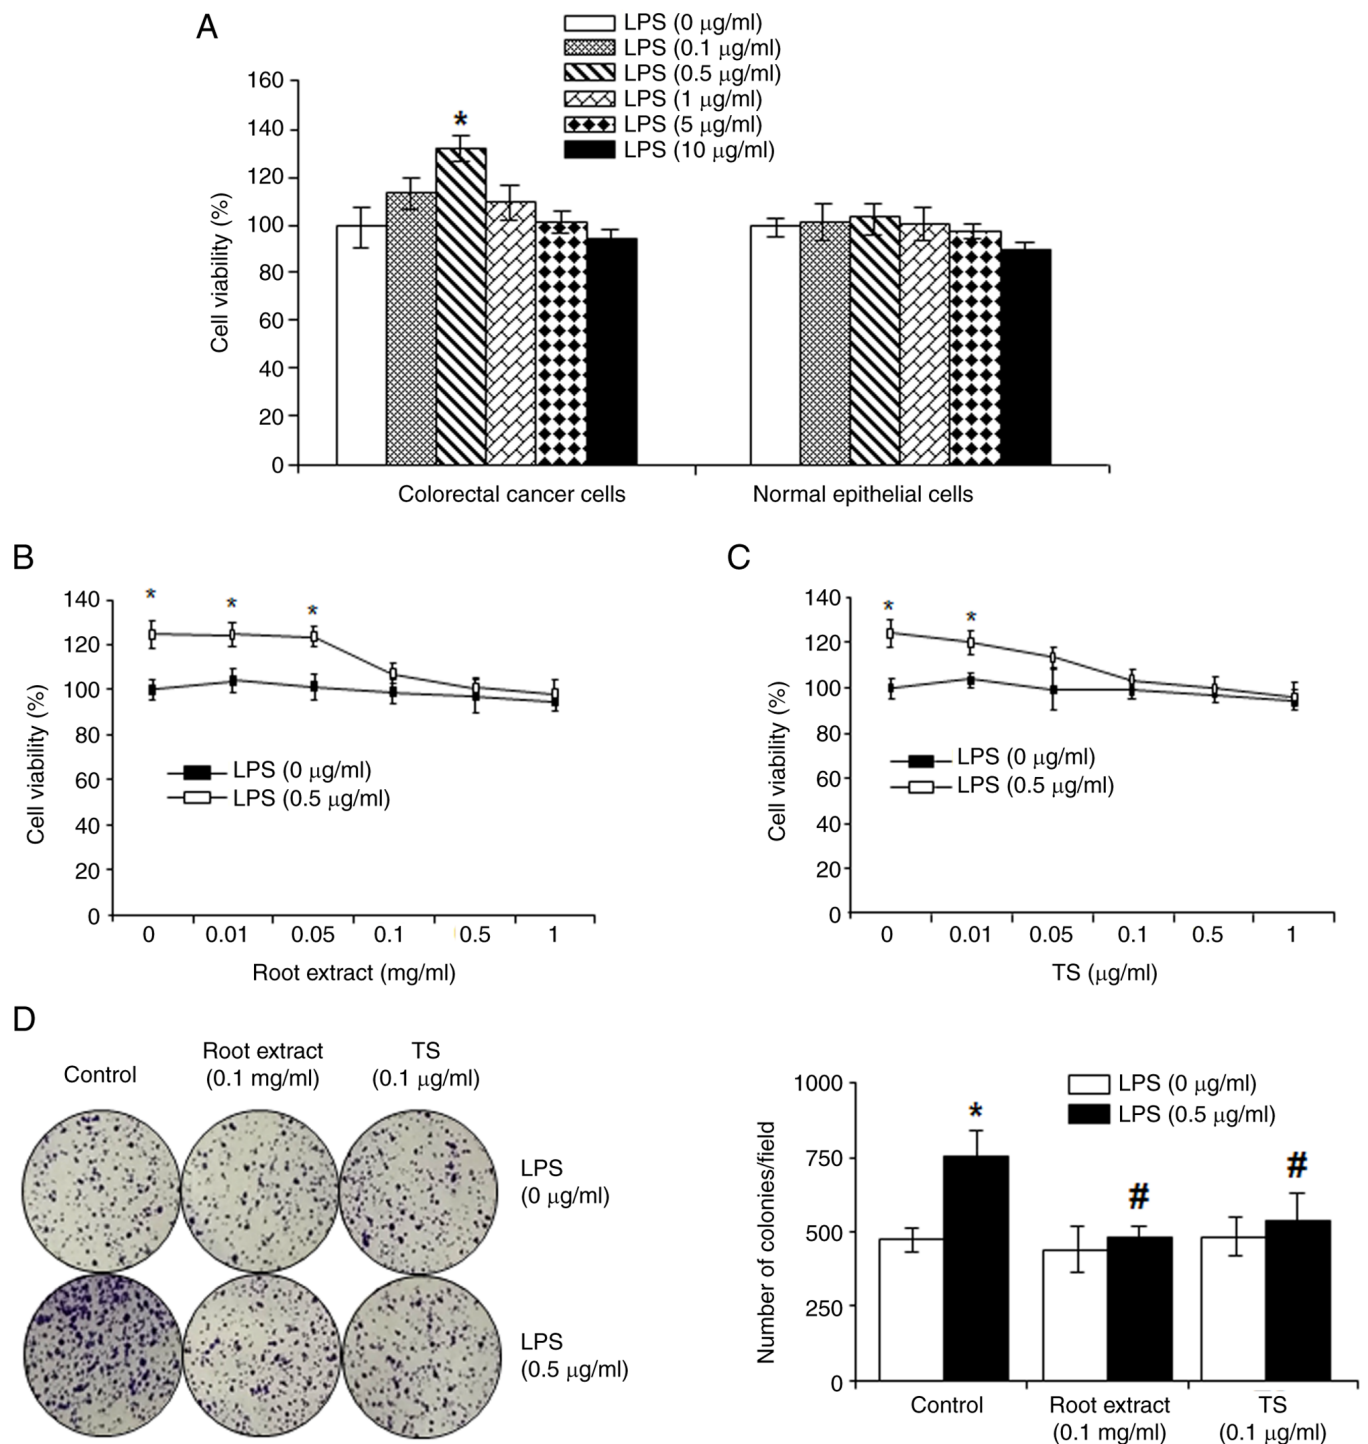 A
LPS (0 μg/ml)
LPS (0.1 μg/ml)
LPS (0.5 μg/ml)
LPS (1 μg/ml)
LPS (5 μg/ml)
LPS (10 μg/ml)
160
140
120
100
80
60
40
20
0
Cell viability (%)
*
Colorectal cancer cells
Normal epithelial cells
B
140
120
100
80
60
40
20
0
Cell viability (%)
* * *
LPS (0 μg/ml)
LPS (0.5 μg/ml)
0 0.01 0.05 0.1 0.5 1
Root extract (mg/ml)
C
140
120
100
80
60
40
20
0
Cell viability (%)
* *
LPS (0 μg/ml)
LPS (0.5 μg/ml)
0 0.01 0.05 0.1 0.5 1
TS (μg/ml)
D
Control
Root extract
(0.1 mg/ml)
TS
(0.1 μg/ml)
LPS
(0 μg/ml)
LPS
(0.5 μg/ml)
1000
750
500
250
0
Number of colonies/field
LPS (0 μg/ml)
LPS (0.5 μg/ml)
* # #
Control
Root extract
(0.1 mg/ml)
TS
(0.1 μg/ml)